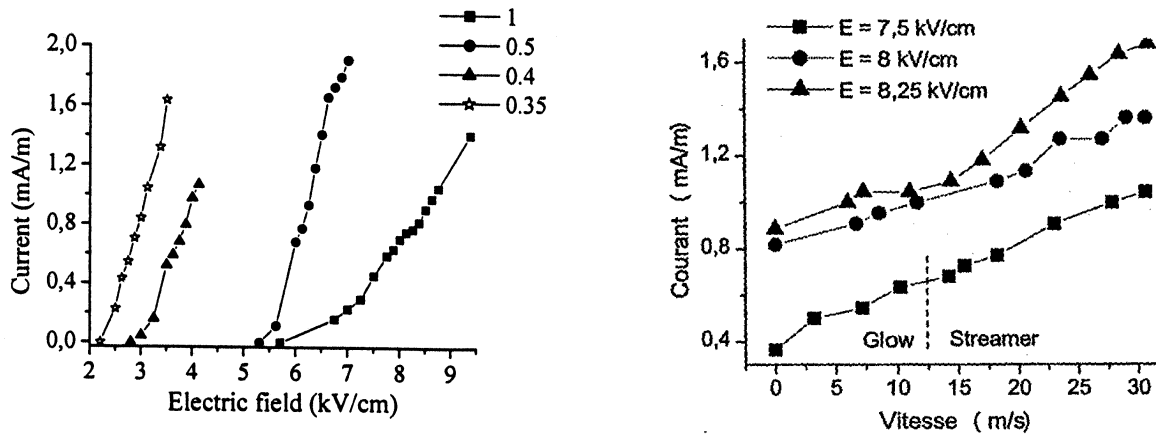 1
0.5
0.4
0.35
2,0
1,6
1,2
0,8
0,4
0,0
Current (mA/m)
2 3 4 5 6 7 8 9
Electric field (kV/cm)
E = 7,5 kV/cm
E = 8 kV/cm
E = 8,25 kV/cm
1,6
1,2
0,8
0,4
Courant ( mA/m)
Glow Streamer
0 5 10 15 20 25 30
Vitesse ( m/s)